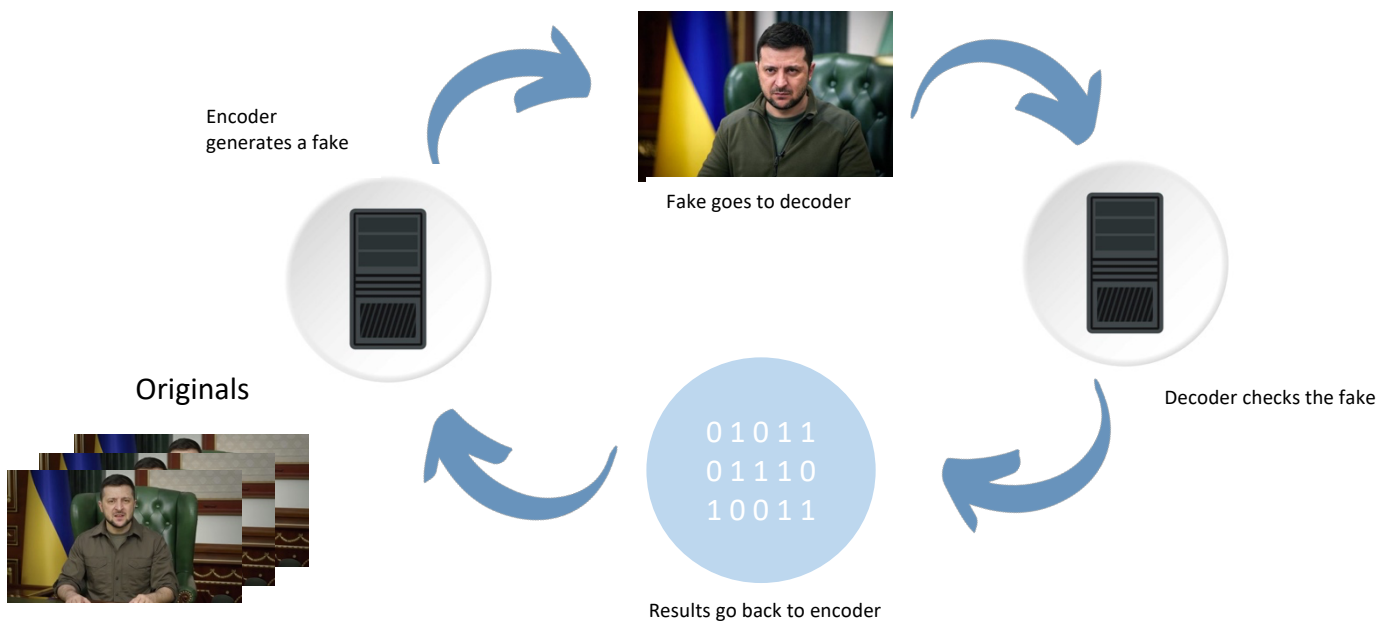 Encoder
generates a fake
Fake goes to decoder
Originals
Decoder checks the fake
0 1 0 1 1
0 1 1 1 0
1 0 0 1 1
Results go back to encoder